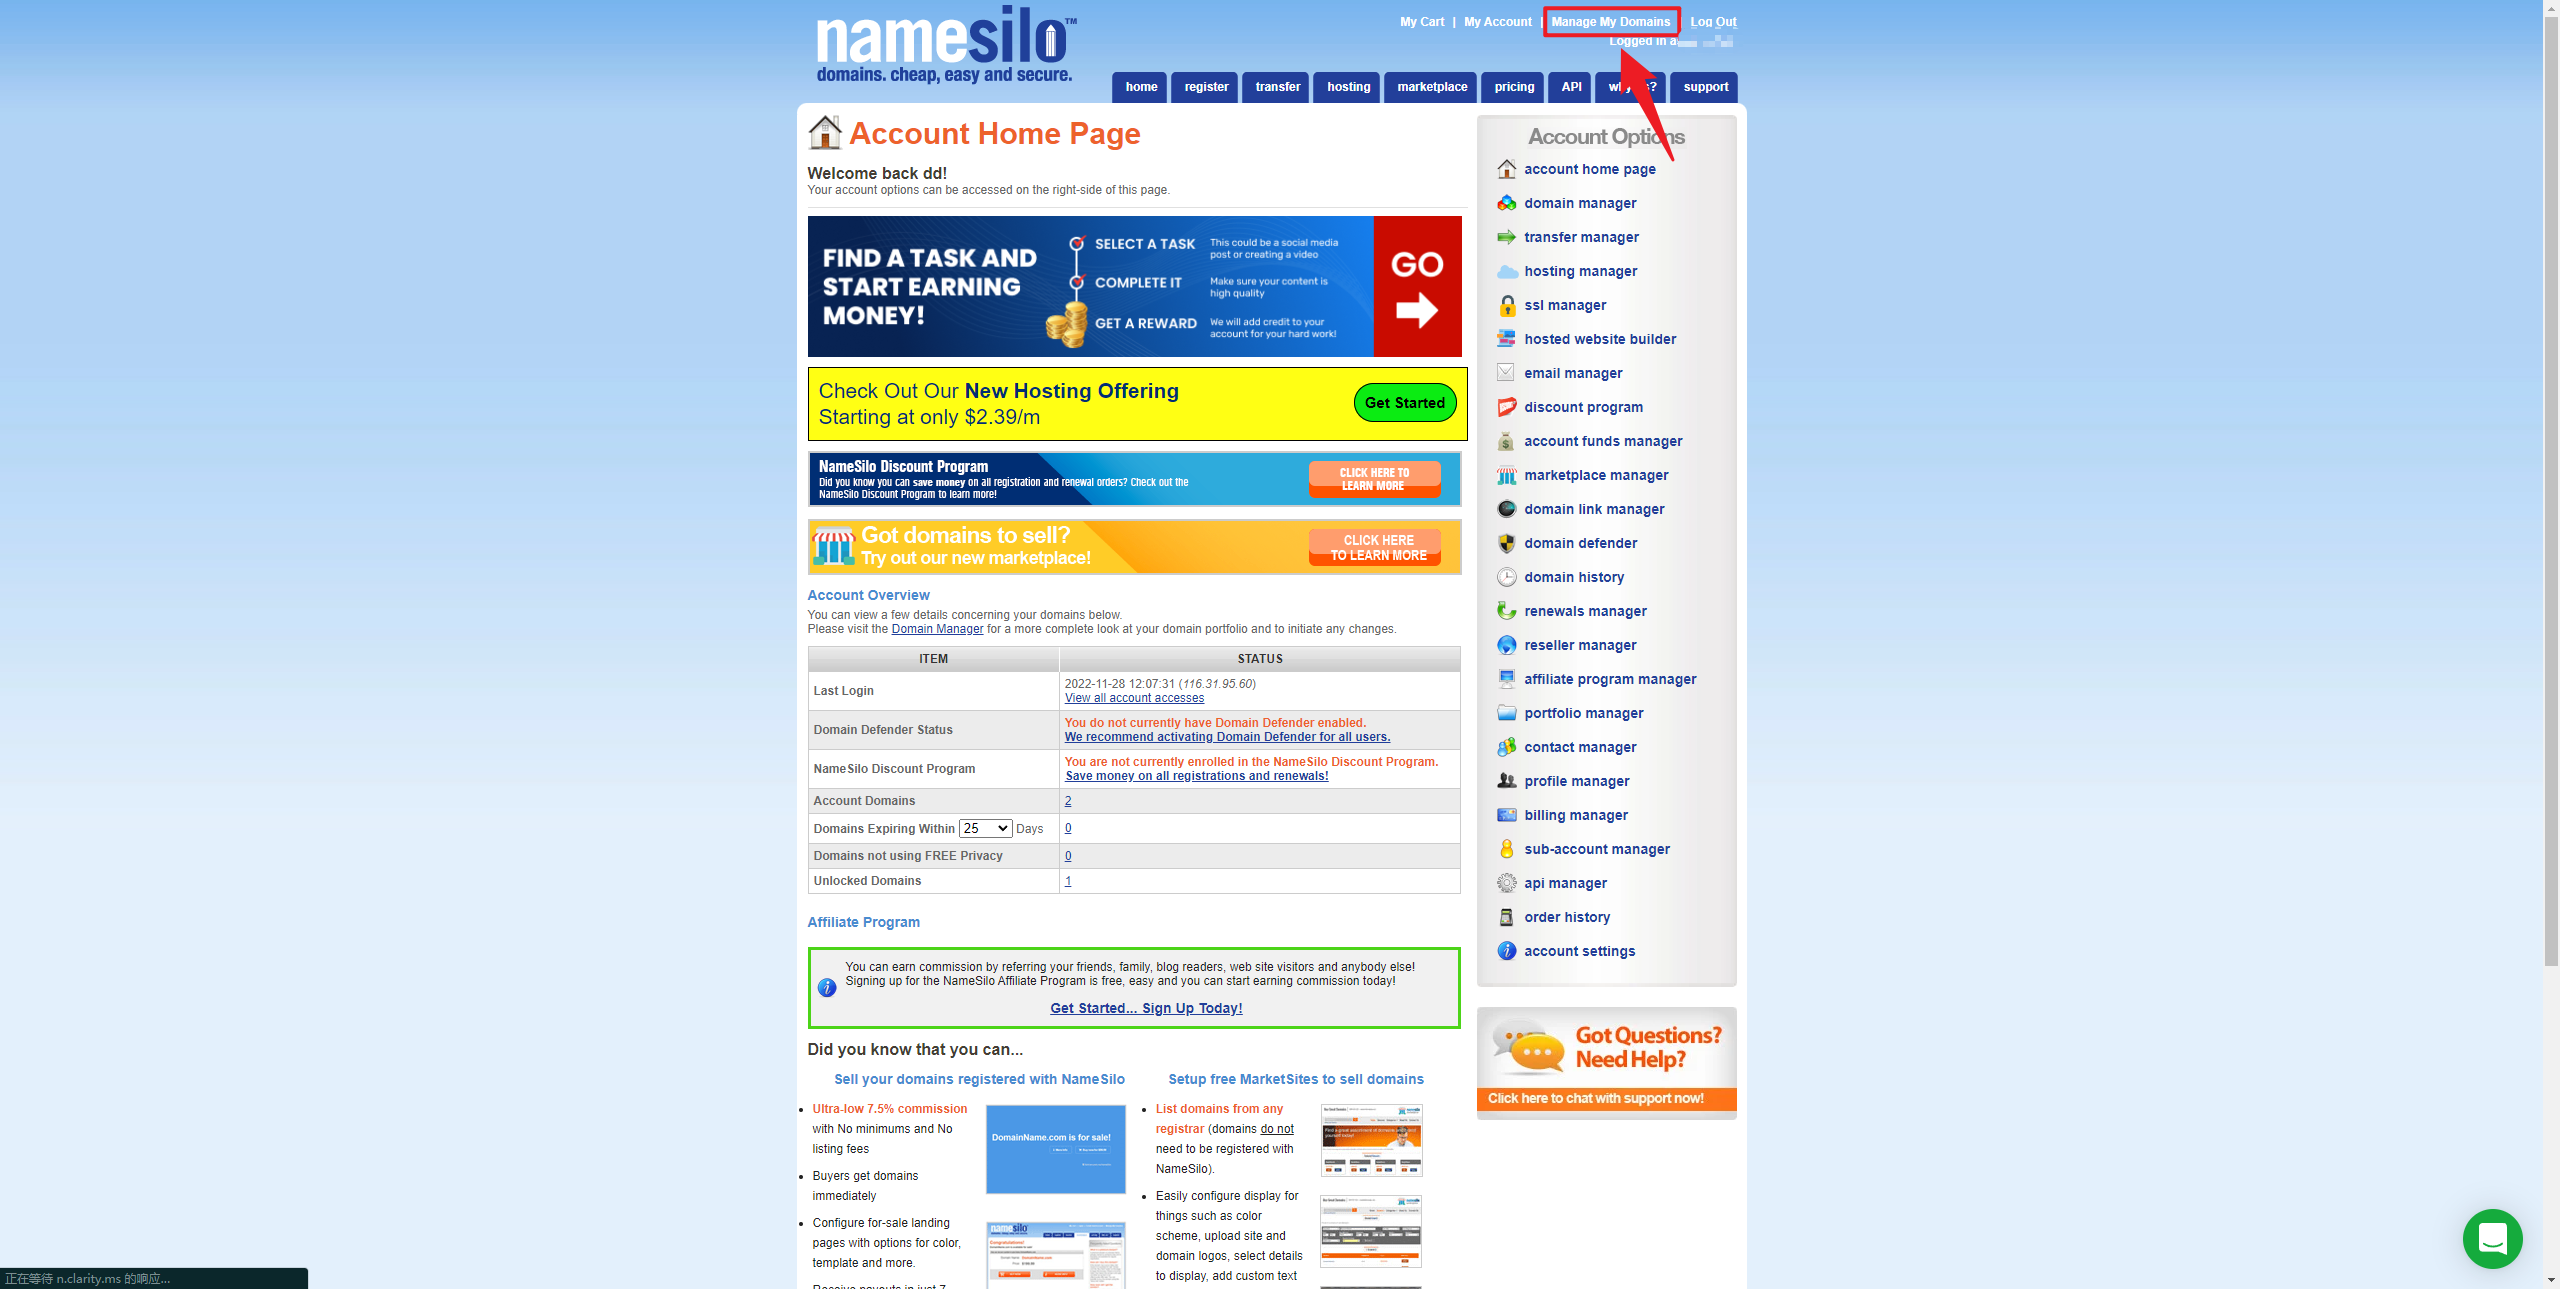 namesilo™
domains. cheap, easy and secure.
My Cart | My Account | Manage My Domains Log Out
Logged in a
home register transfer hosting marketplace pricing API why ? support
Account Home Page
Welcome back dd!
Your account options can be accessed on the right-side of this page.
FIND A TASK AND
START EARNING
MONEY!
SELECT A TASK
This could be a social media
post or creating a video
COMPLETE IT
Make sure your content is
high quality
GET A REWARD
We will add credit to your
account for your hard work!
GO
Check Out Our New Hosting Offering
Starting at only $2.39/m
Get Started
NameSilo Discount Program
Did you know you can save money on all registration and renewal orders? Check out the
NameSilo Discount Program to learn more!
CLICK HERE TO
LEARN MORE
Got domains to sell?
Try out our new marketplace!
CLICK HERE
TO LEARN MORE
Account Overview
You can view a few details concerning your domains below.
Please visit the Domain Manager for a more complete look at your domain portfolio and to initiate any changes.
ITEM STATUS
Last Login 2022-11-28 12:07:31 (116.31.95.60)
View all account accesses
Domain Defender Status You do not currently have Domain Defender enabled.
We recommend activating Domain Defender for all users.
NameSilo Discount Program You are not currently enrolled in the NameSilo Discount Program.
Save money on all registrations and renewals!
Account Domains 2
Domains Expiring Within 25 Days 0
Domains not using FREE Privacy 0
Unlocked Domains 1
Affiliate Program
You can earn commission by referring your friends, family, blog readers, web site visitors and anybody else!
Signing up for the NameSilo Affiliate Program is free, easy and you can start earning commission today!
Get Started... Sign Up Today!
Did you know that you can...
Sell your domains registered with NameSilo
Ultra-low 7.5% commission
with No minimums and No
listing fees
Buyers get domains
immediately
Configure for-sale landing
pages with options for color,
template and more.
Receive payouts in just 7
DomainName.com is for sale!
namesilo
Congratulations!
Setup free MarketSites to sell domains
List domains from any
registrar (domains do not
need to be registered with
NameSilo).
Easily configure display for
things such as color
scheme, upload site and
domain logos, select details
to display, add custom text
Account Options
account home page
domain manager
transfer manager
hosting manager
ssl manager
hosted website builder
email manager
discount program
account funds manager
marketplace manager
domain link manager
domain defender
domain history
renewals manager
reseller manager
affiliate program manager
portfolio manager
contact manager
profile manager
billing manager
sub-account manager
api manager
order history
account settings
Got Questions?
Need Help?
Click here to chat with support now!
正在等待 n.clarity.ms 的响应...